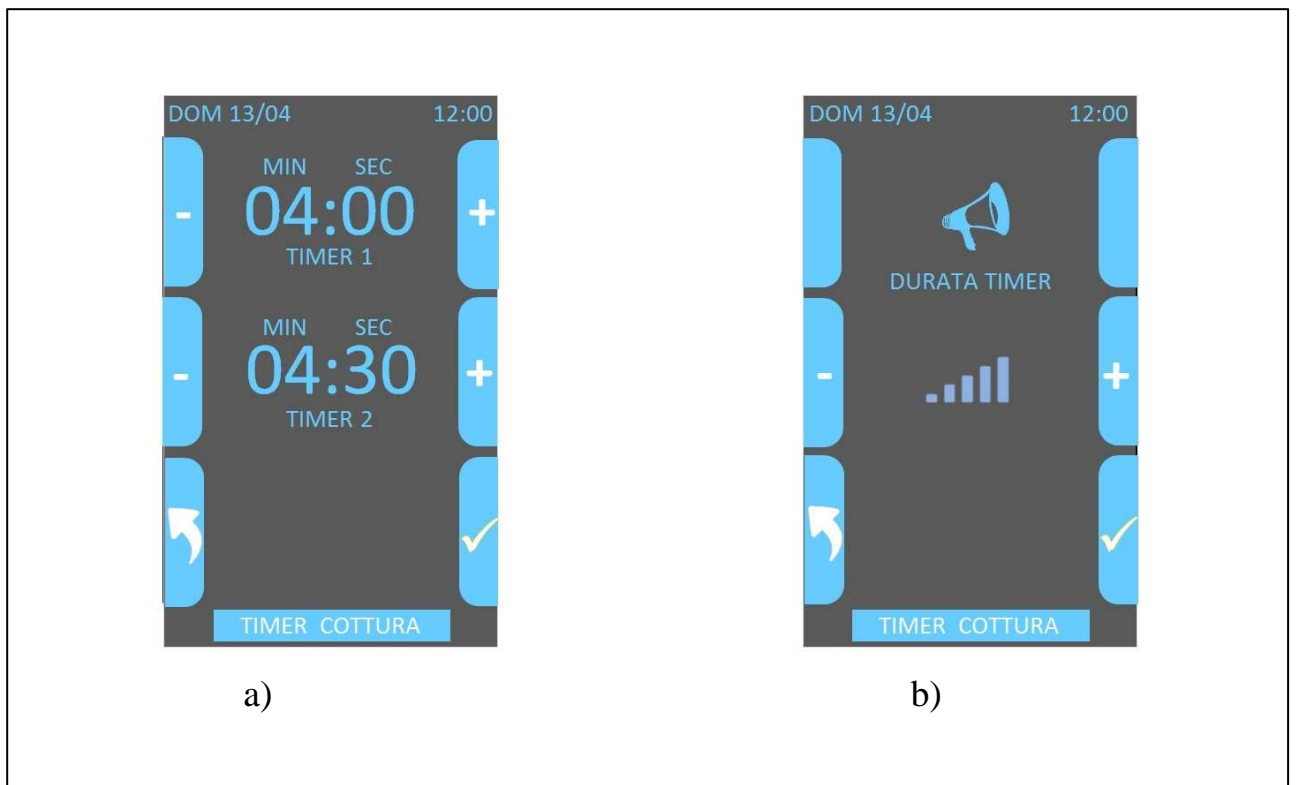 DOM 13/04 12:00
MIN SEC
- 04:00 +
TIMER 1
MIN SEC
- 04:30 +
TIMER 2
TIMER COTTURA
a)
DOM 13/04 12:00
DURATA TIMER
- +
TIMER COTTURA
b)